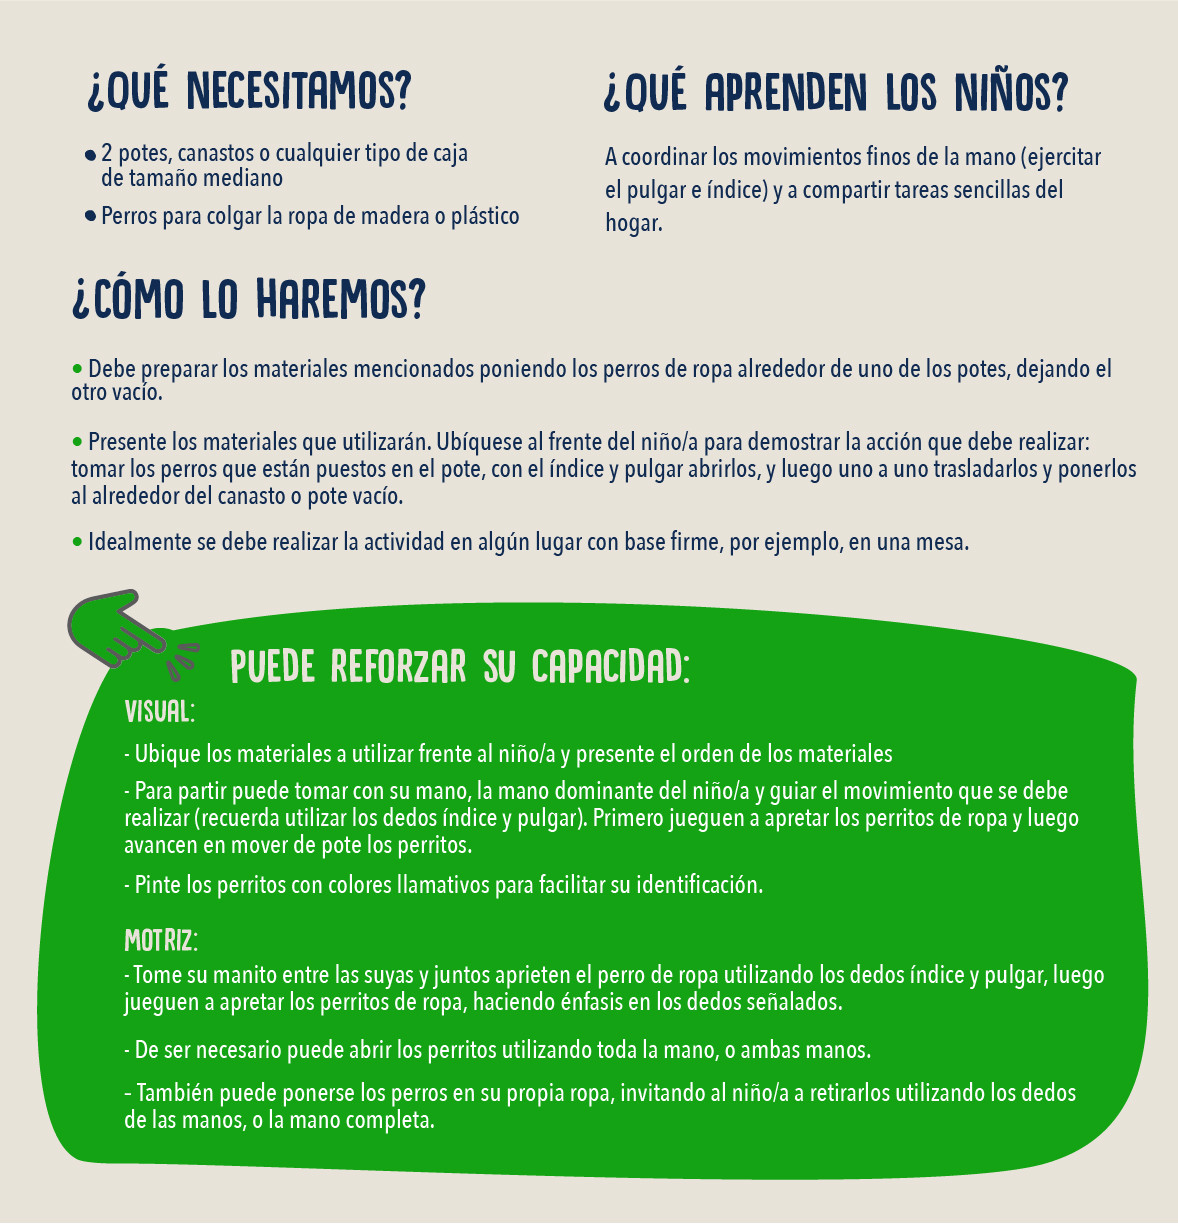 ¿QUÉ NECESITAMOS?
• 2 potes, canastos o cualquier tipo de caja
de tamaño mediano
• Perros para colgar la ropa de madera o plástico
¿QUÉ APRENDEN LOS NIÑOS?
A coordinar los movimientos finos de la mano (ejercitar
el pulgar e índice) y a compartir tareas sencillas del
hogar.
¿CÓMO LO HAREMOS?
• Debe preparar los materiales mencionados poniendo los perros de ropa alrededor de uno de los potes, dejando el
otro vacío.
• Presente los materiales que utilizarán. Ubíquese al frente del niño/a para demostrar la acción que debe realizar:
tomar los perros que están puestos en el pote, con el índice y pulgar abrirlos, y luego uno a uno trasladarlos y ponerlos
al alrededor del canasto o pote vacío.
• Idealmente se debe realizar la actividad en algún lugar con base firme, por ejemplo, en una mesa.
PUEDE REFORZAR SU CAPACIDAD:
VISUAL:
- Ubique los materiales a utilizar frente al niño/a y presente el orden de los materiales
- Para partir puede tomar con su mano, la mano dominante del niño/a y guiar el movimiento que se debe
realizar (recuerda utilizar los dedos índice y pulgar). Primero jueguen a apretar los perritos de ropa y luego
avancen en mover de pote los perritos.
- Pinte los perritos con colores llamativos para facilitar su identificación.
MOTRIZ:
- Tome su manito entre las suyas y juntos aprieten el perro de ropa utilizando los dedos índice y pulgar, luego
jueguen a apretar los perritos de ropa, haciendo énfasis en los dedos señalados.
- De ser necesario puede abrir los perritos utilizando toda la mano, o ambas manos.
– También puede ponerse los perros en su propia ropa, invitando al niño/a a retirarlos utilizando los dedos
de las manos, o la mano completa.